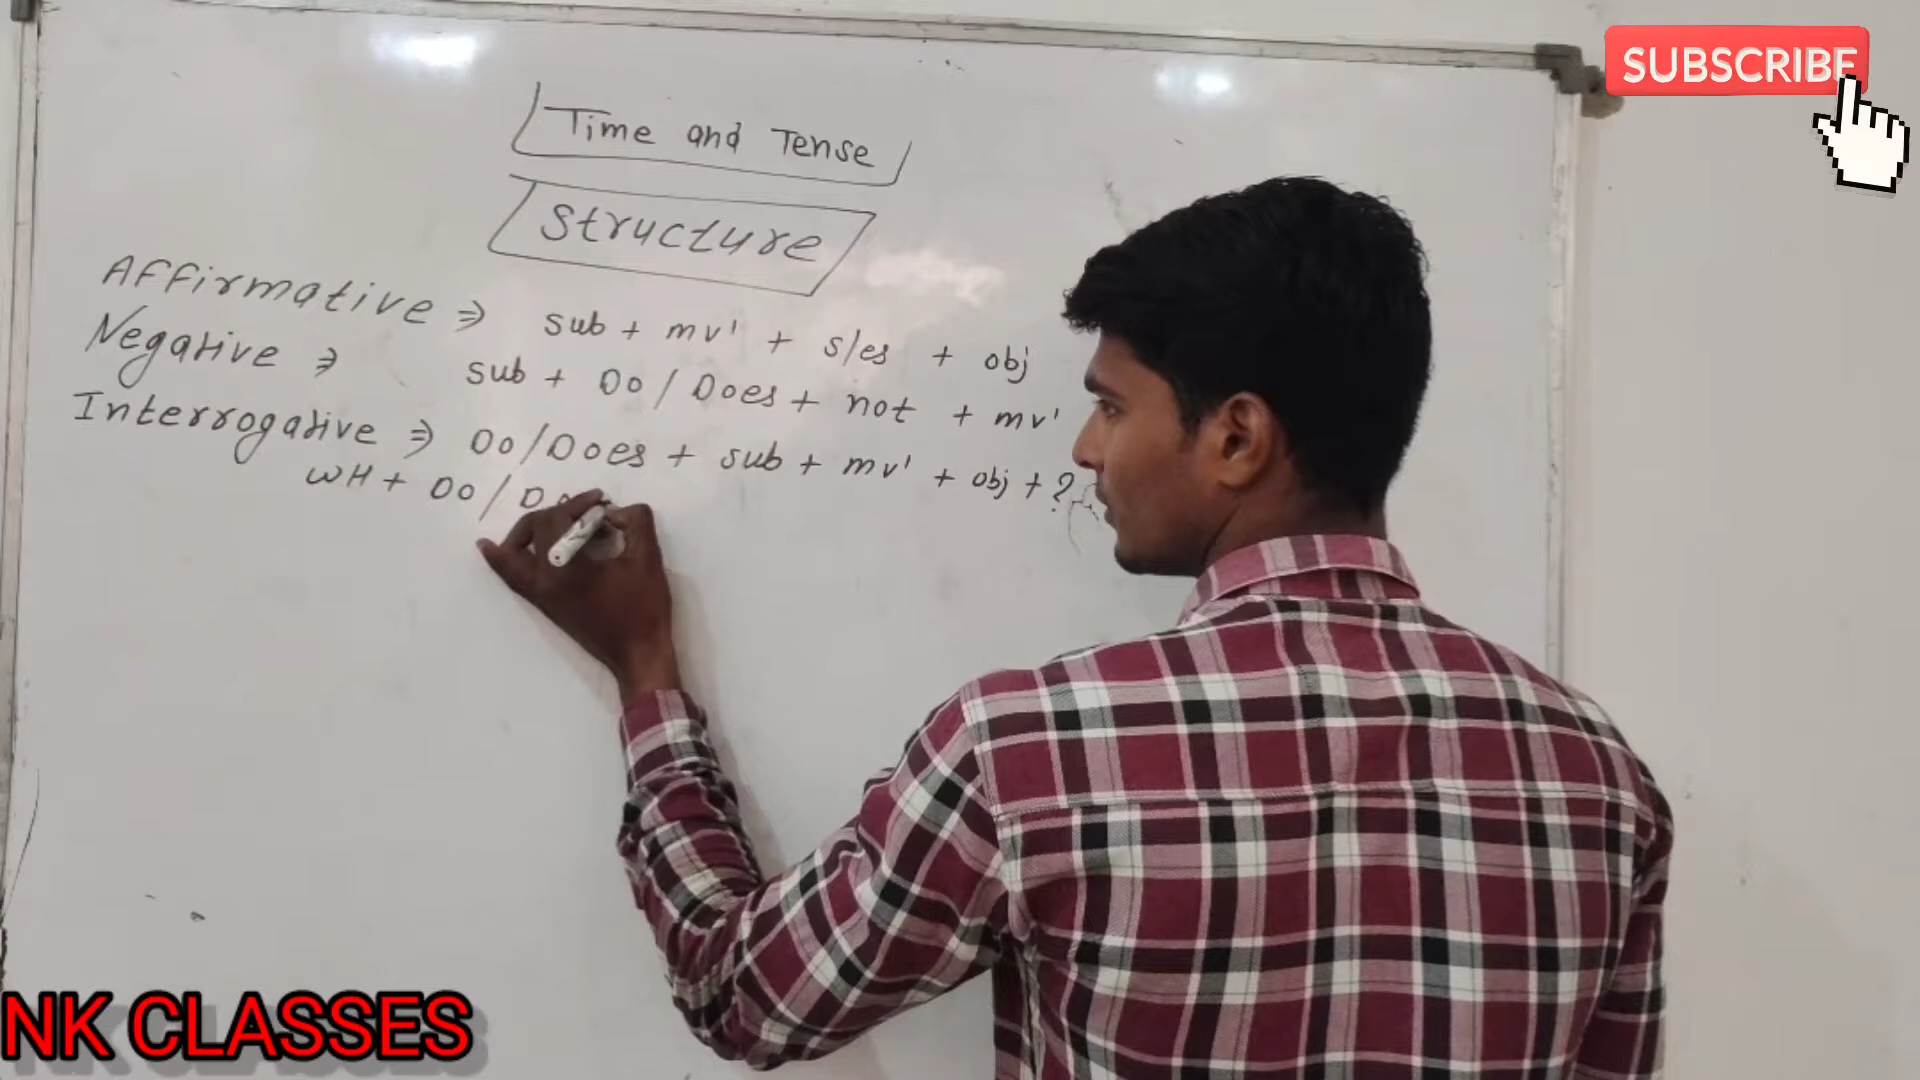 SUBSCRIBE
Time and Tense
Structure
Affirmative ⇒ sub + mv' + s/es + obj
Negative ⇒ sub + Do / Does + not + mv'
Interrogative ⇒ Do/Does + sub + mv' + obj + ?
WH + Do /
NK CLASSES